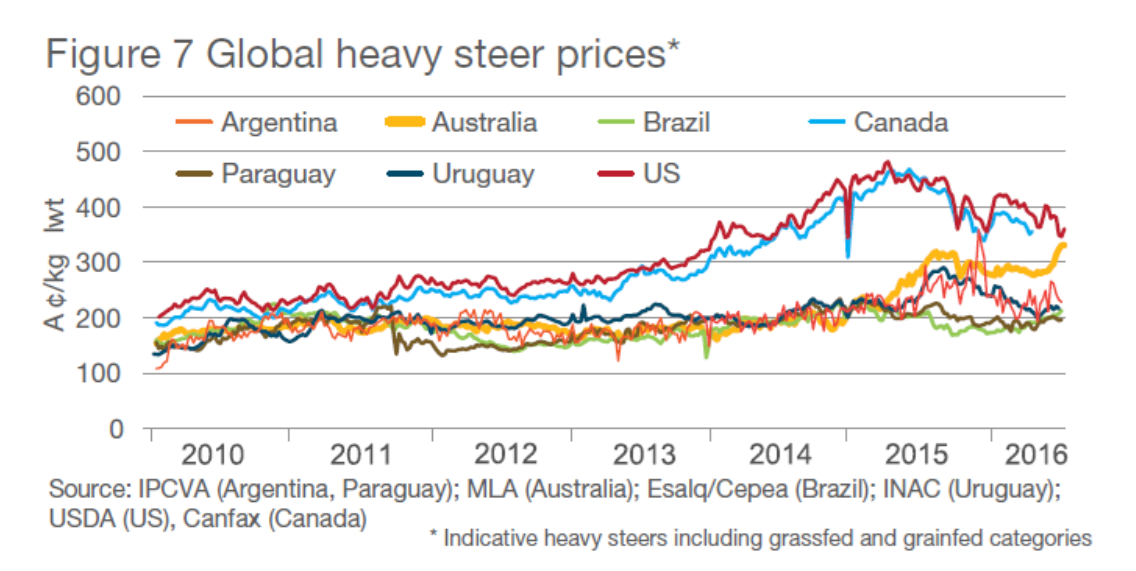 Figure 7 Global heavy steer prices*
600
Argentina Australia Brazil Canada
500
Paraguay Uruguay US
400
300
200
100
0
A ¢/kg lwt
2010 2011 2012 2013 2014 2015 2016
Source: IPCVA (Argentina, Paraguay); MLA (Australia); Esalq/Cepea (Brazil); INAC (Uruguay);
USDA (US), Canfax (Canada)
* Indicative heavy steers including grassfed and grainfed categories